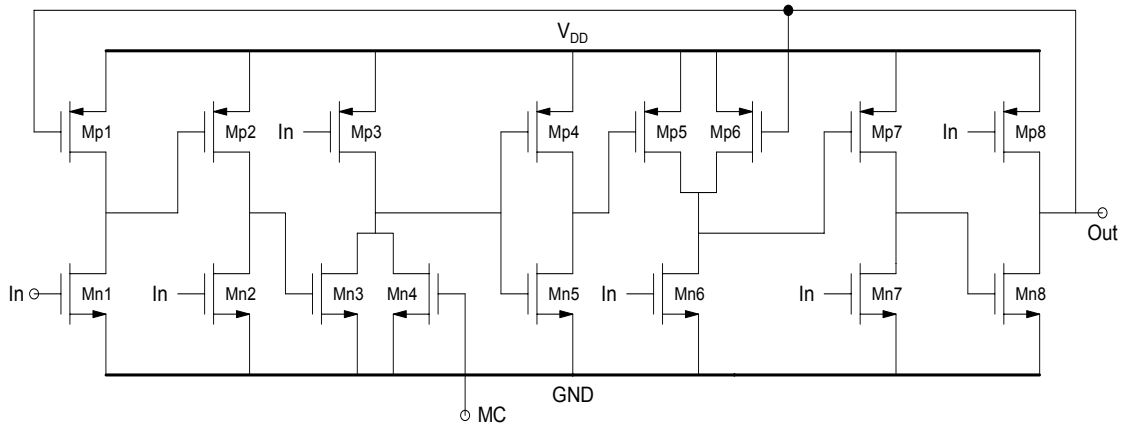 V_DD
Mp1
Mp2
In
Mp3
Mp4
Mp5
Mp6
Mp7
In
Mp8
Out
In
Mn1
In
Mn2
Mn3
Mn4
Mn5
In
Mn6
In
Mn7
Mn8
GND
MC